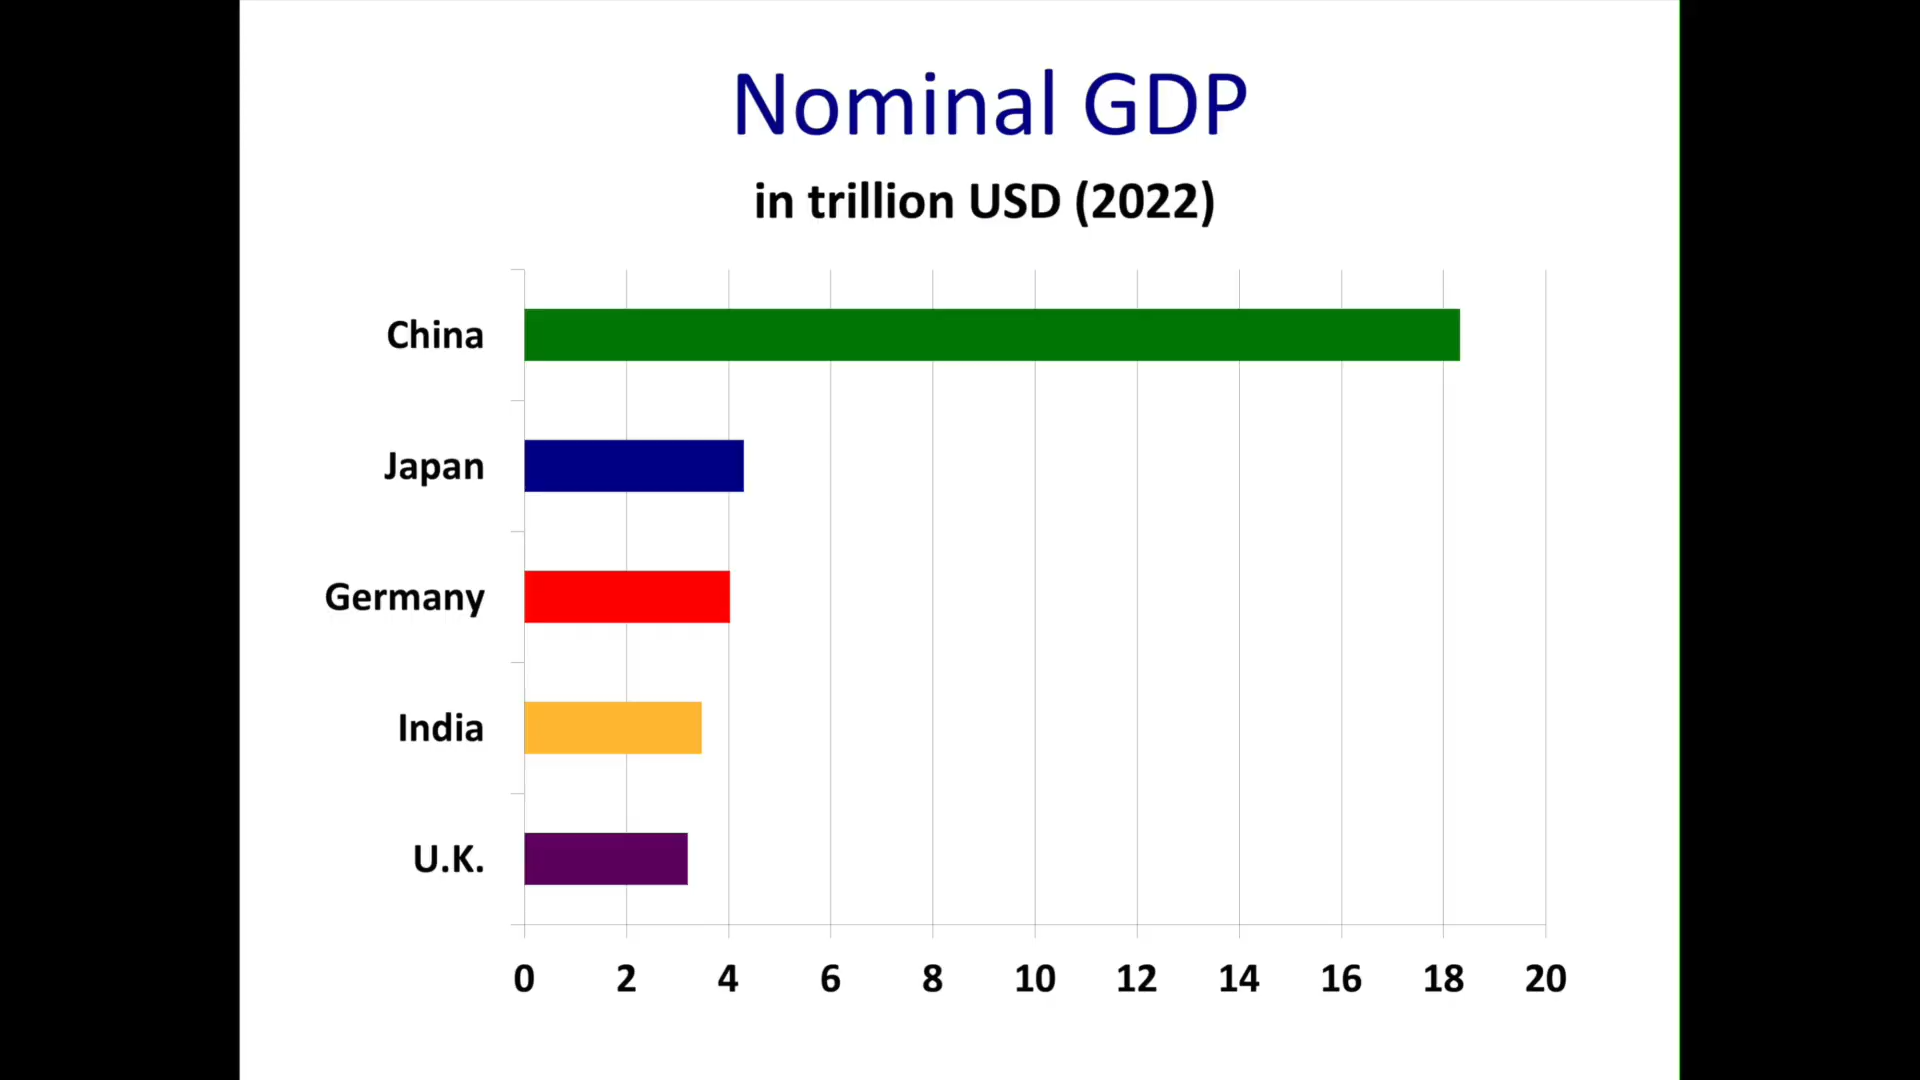 Nominal GDP
in trillion USD (2022)
China
Japan
Germany
India
U.K.
0 2 4 6 8 10 12 14 16 18 20